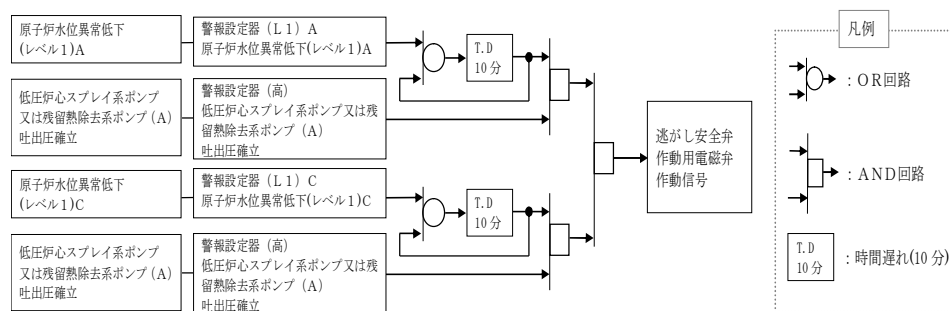 原子炉水位異常低下
(レベル1)A
警報設定器（L1）A
原子炉水位異常低下(レベル1)A
低圧炉心スプレイ系ポンプ
又は残留熱除去系ポンプ（A）
吐出圧確立
警報設定器（高）
低圧炉心スプレイ系ポンプ又は残
留熱除去系ポンプ（A）
吐出圧確立
T.D
10分
原子炉水位異常低下
(レベル1)C
警報設定器（L1）C
原子炉水位異常低下(レベル1)C
低圧炉心スプレイ系ポンプ
又は残留熱除去系ポンプ（A）
吐出圧確立
警報設定器（高）
低圧炉心スプレイ系ポンプ又は残
留熱除去系ポンプ（A）
吐出圧確立
T.D
10分
逃がし安全弁
作動用電磁弁
作動信号
凡例
：OR回路
：AND回路
T.D
10分
：時間遅れ(10分)